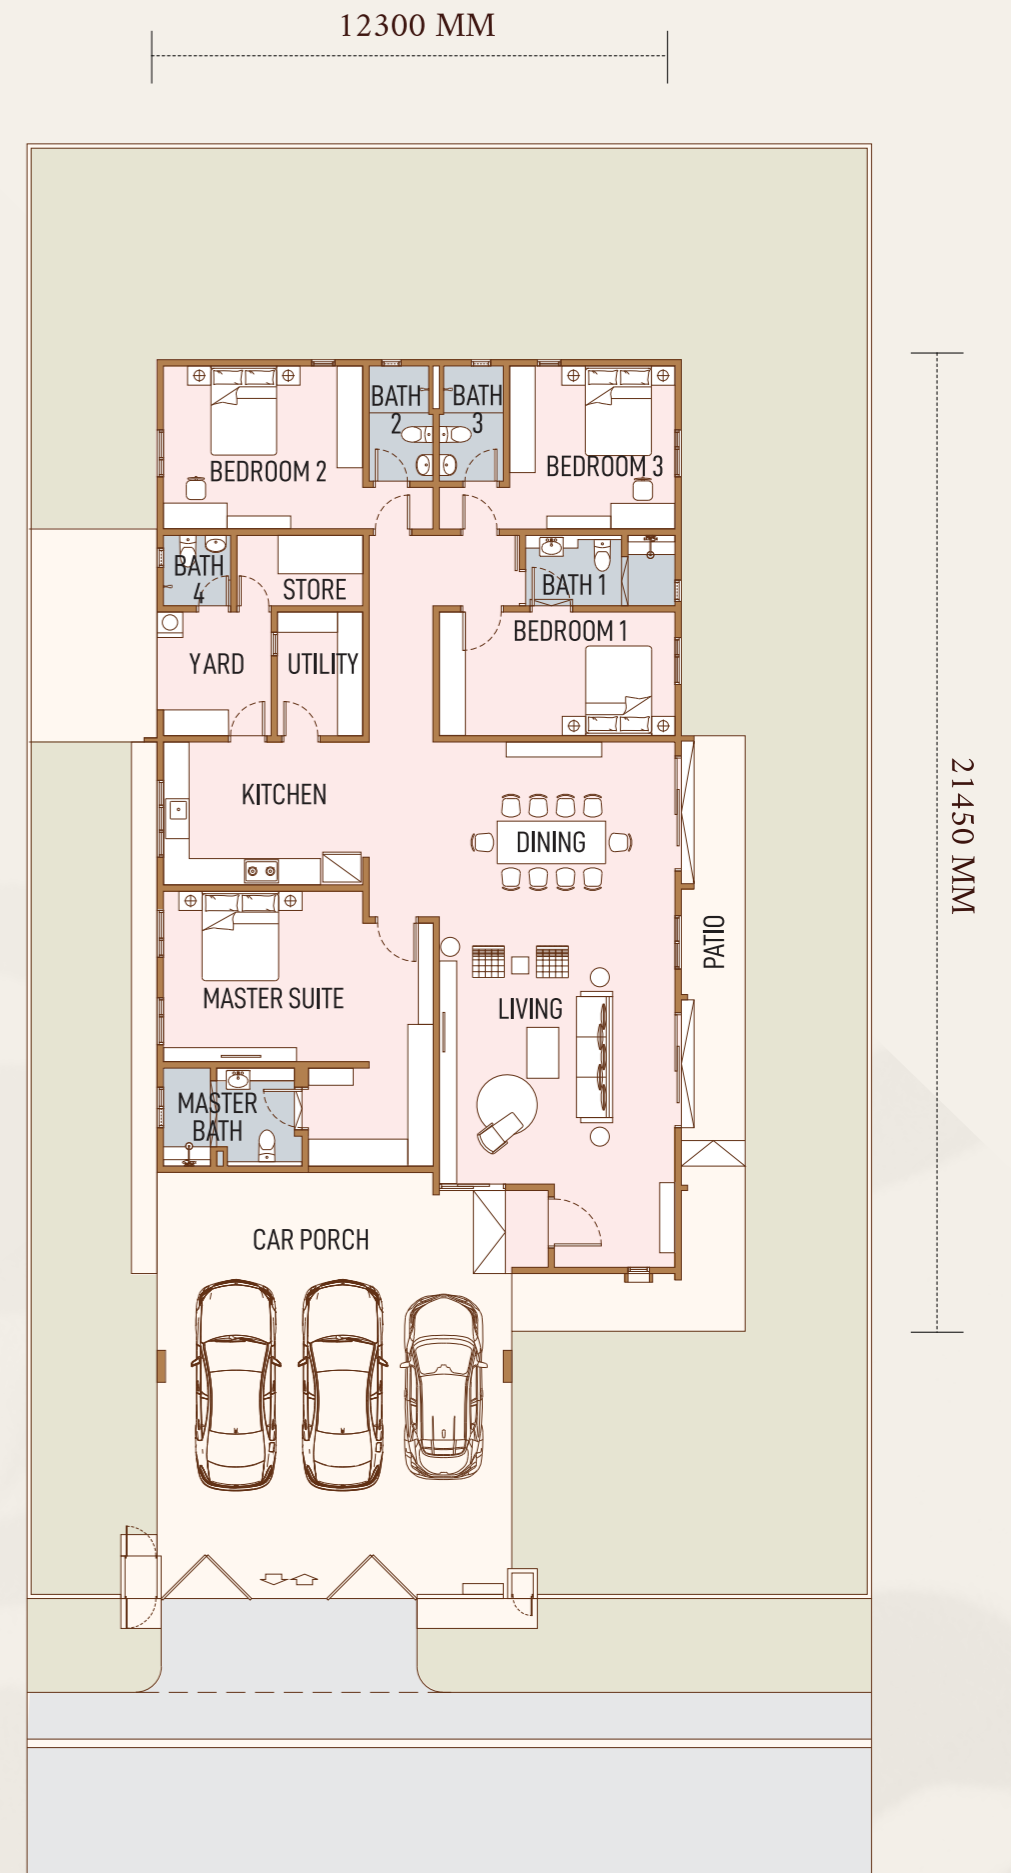 12300 MM
BATH
2
BATH
3
BEDROOM 2
BEDROOM 3
BATH
4
STORE
BATH 1
BEDROOM 1
YARD
UTILITY
21450 MM
KITCHEN
DINING
PATIO
MASTER SUITE
LIVING
MASTER
BATH
CAR PORCH